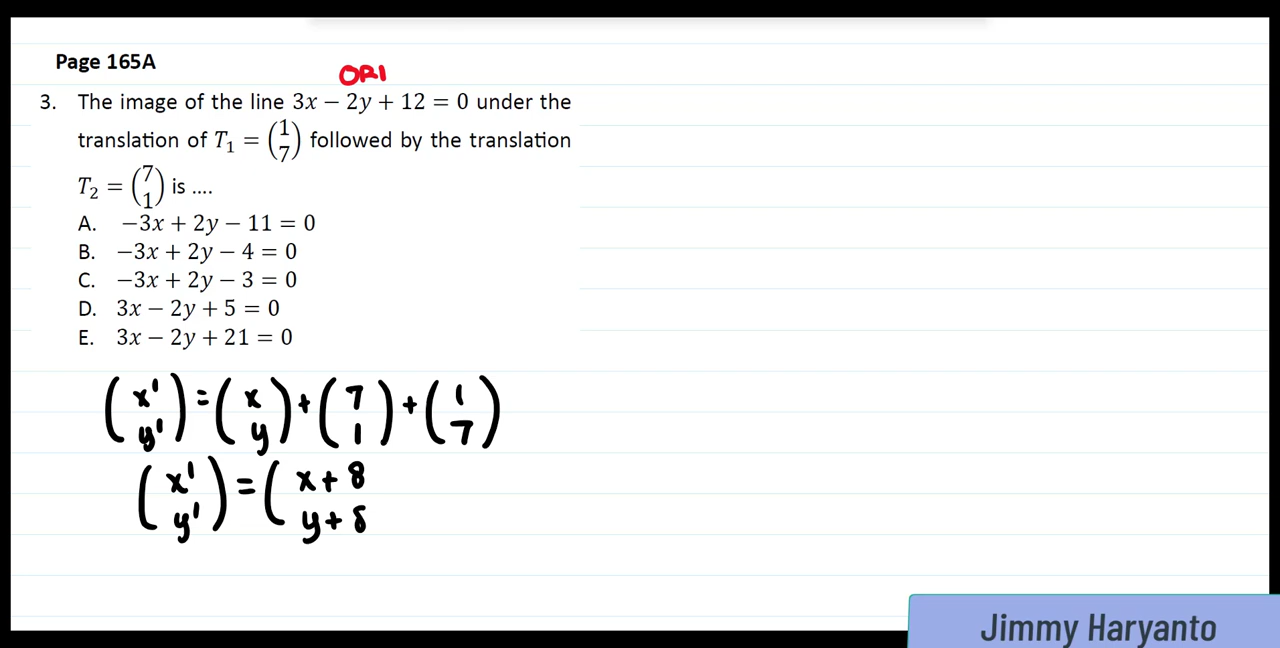 Page 165A
ORI
3. The image of the line 3x − 2y + 12 = 0 under the
translation of T₁ = (1 7) followed by the translation
T₂ = (7 1) is ....
A. −3x + 2y − 11 = 0
B. −3x + 2y − 4 = 0
C. −3x + 2y − 3 = 0
D. 3x − 2y + 5 = 0
E. 3x − 2y + 21 = 0
(x' y') = (x y) + (7 1) + (1 7)
(x' y') = (x + 8 y + 8
Jimmy Haryanto